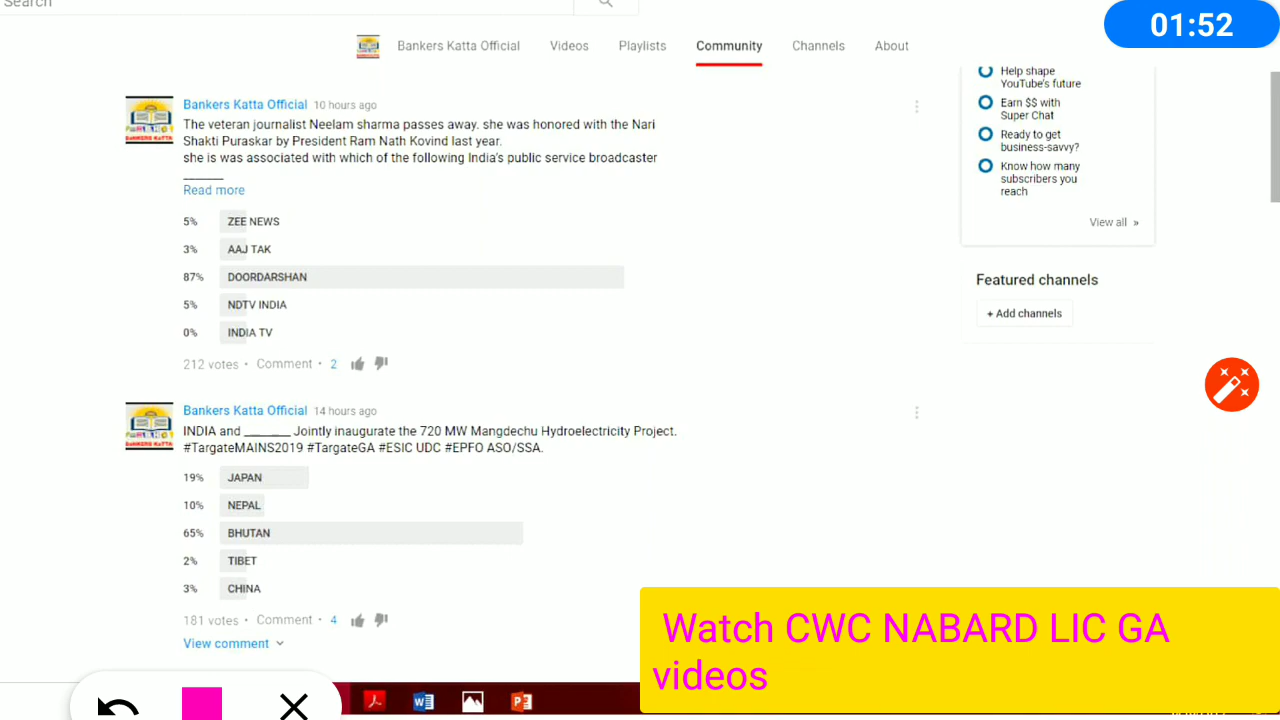 Search
01:52
Bankers Katta Official Videos Playlists Community Channels About
Help shape
YouTube's future
Earn $$ with
Super Chat
Ready to get
business-savvy?
Know how many
subscribers you
reach
View all »
Featured channels
+ Add channels
Bankers Katta Official 10 hours ago
The veteran journalist Neelam sharma passes away. she was honored with the Nari
Shakti Puraskar by President Ram Nath Kovind last year.
she is was associated with which of the following India's public service broadcaster
______
Read more
5% ZEE NEWS
3% AAJ TAK
87% DOORDARSHAN
5% NDTV INDIA
0% INDIA TV
212 votes • Comment • 2
Bankers Katta Official 14 hours ago
INDIA and _______ Jointly inaugurate the 720 MW Mangdechu Hydroelectricity Project.
#TargateMAINS2019 #TargateGA #ESIC UDC #EPFO ASO/SSA.
19% JAPAN
10% NEPAL
65% BHUTAN
2% TIBET
3% CHINA
181 votes • Comment • 4
View comment
Watch CWC NABARD LIC GA
videos